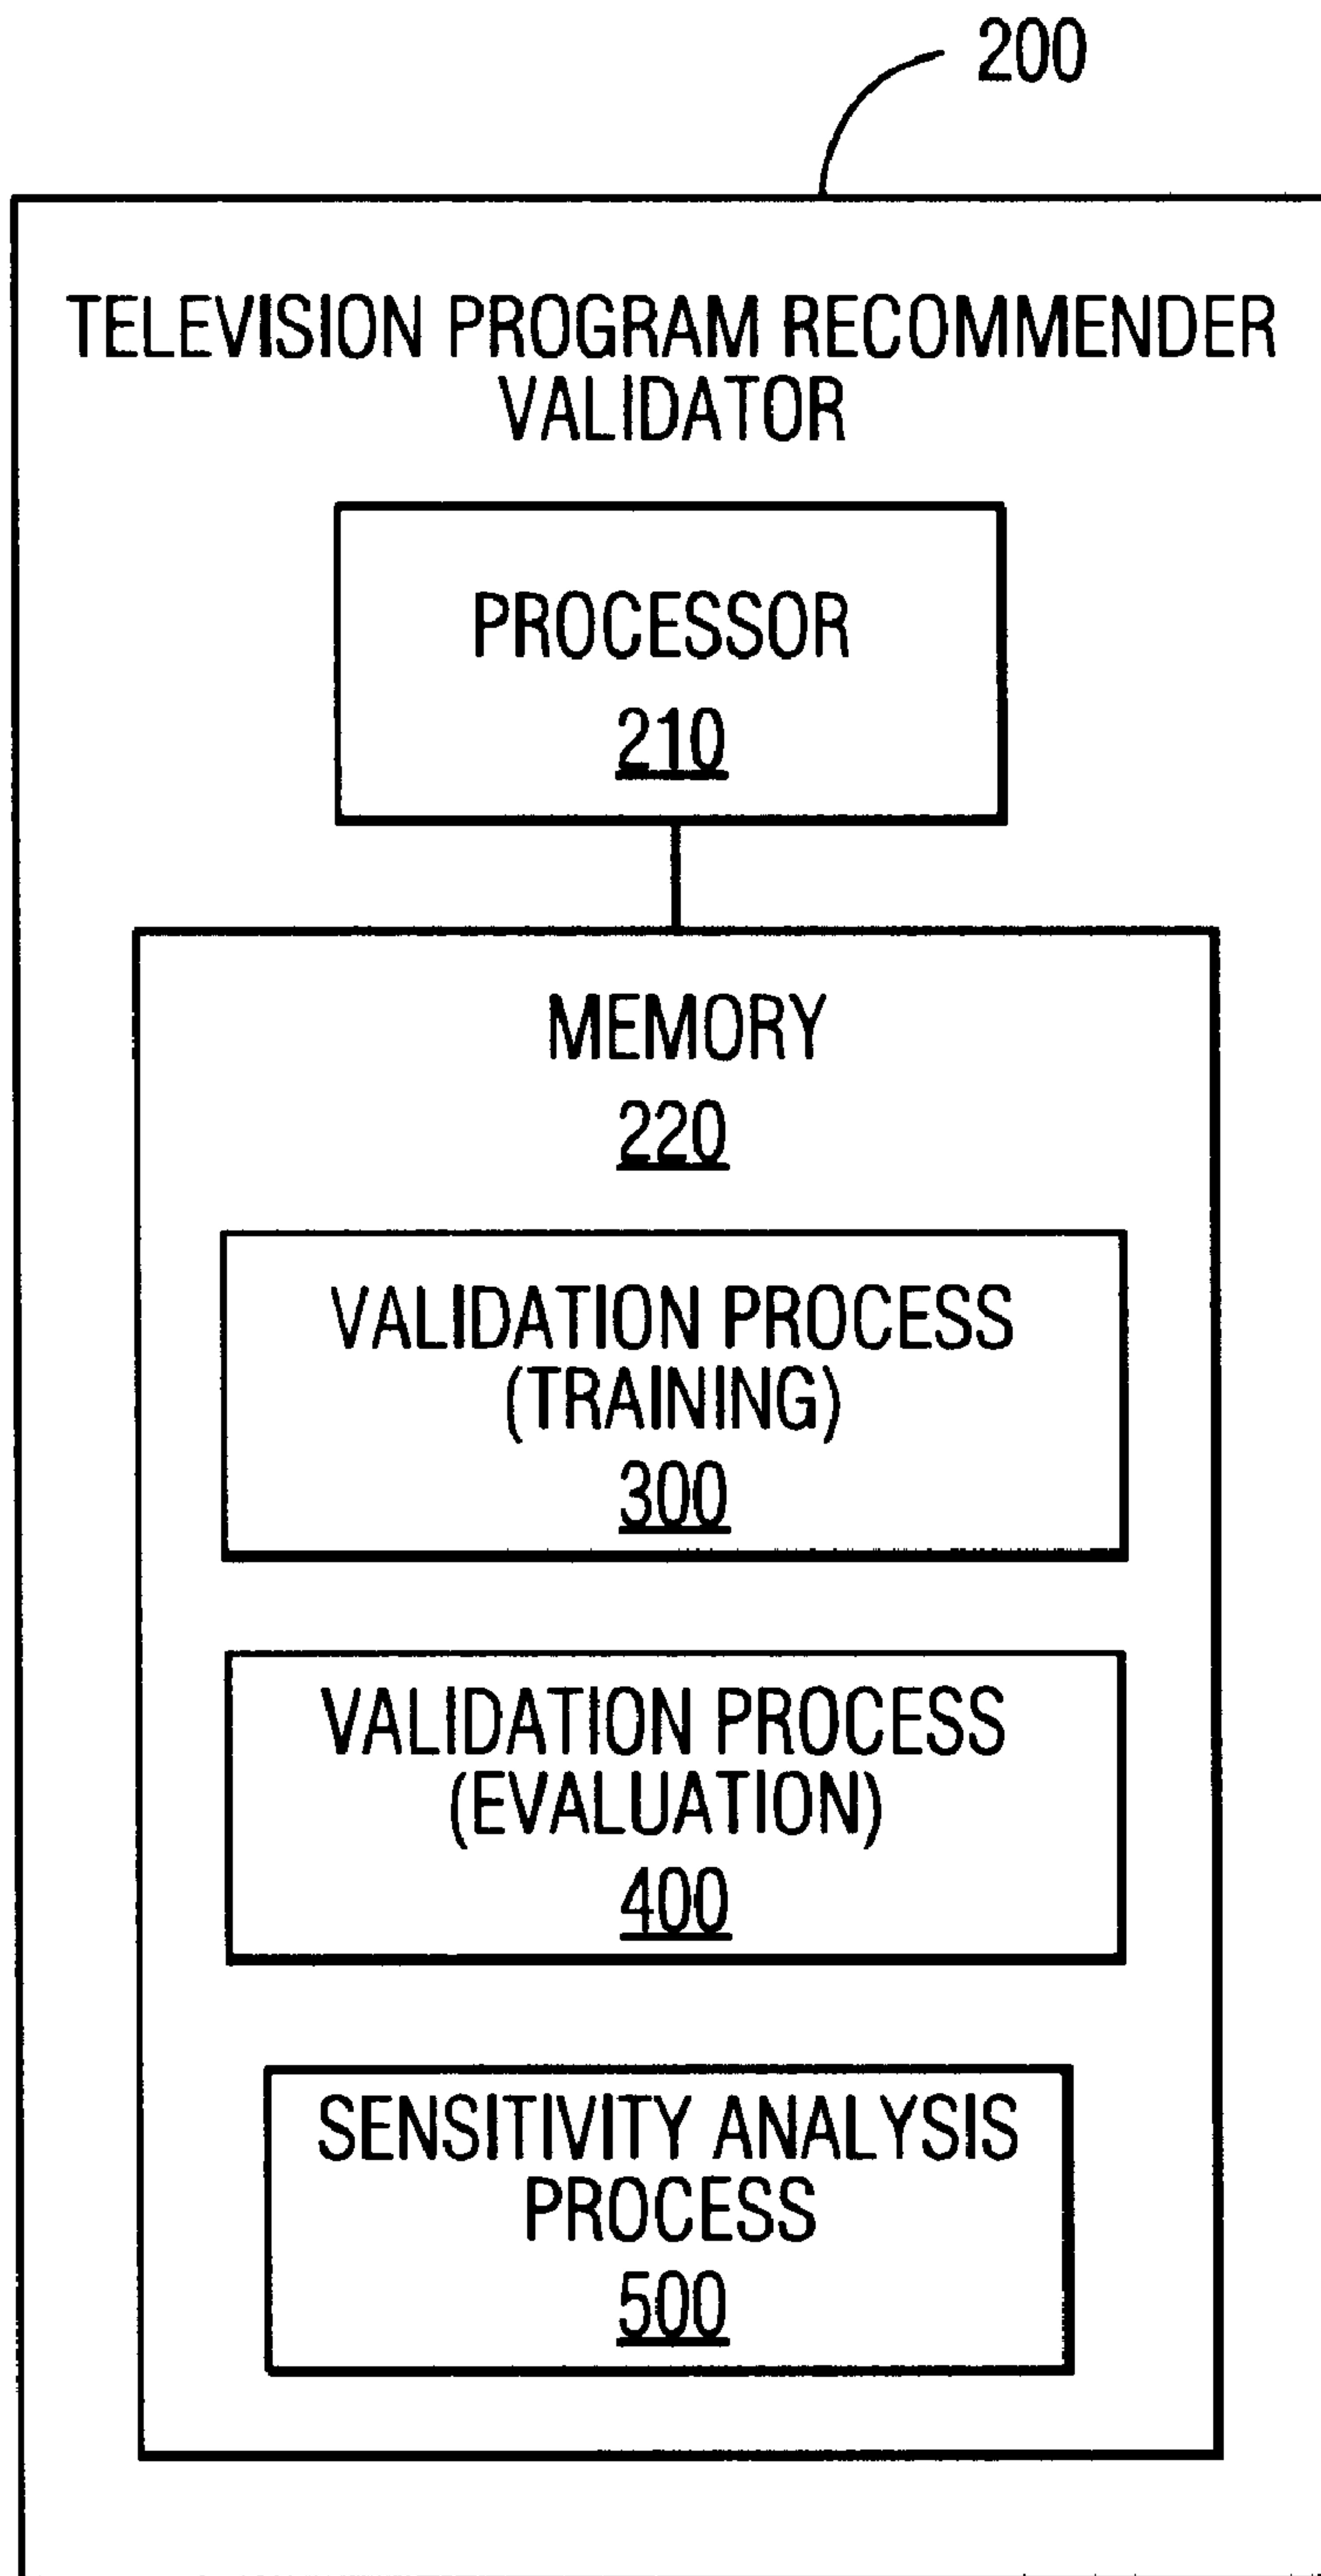 200
TELEVISION PROGRAM RECOMMENDER
VALIDATOR
PROCESSOR
210
MEMORY
220
VALIDATION PROCESS
(TRAINING)
300
VALIDATION PROCESS
(EVALUATION)
400
SENSITIVITY ANALYSIS
PROCESS
500